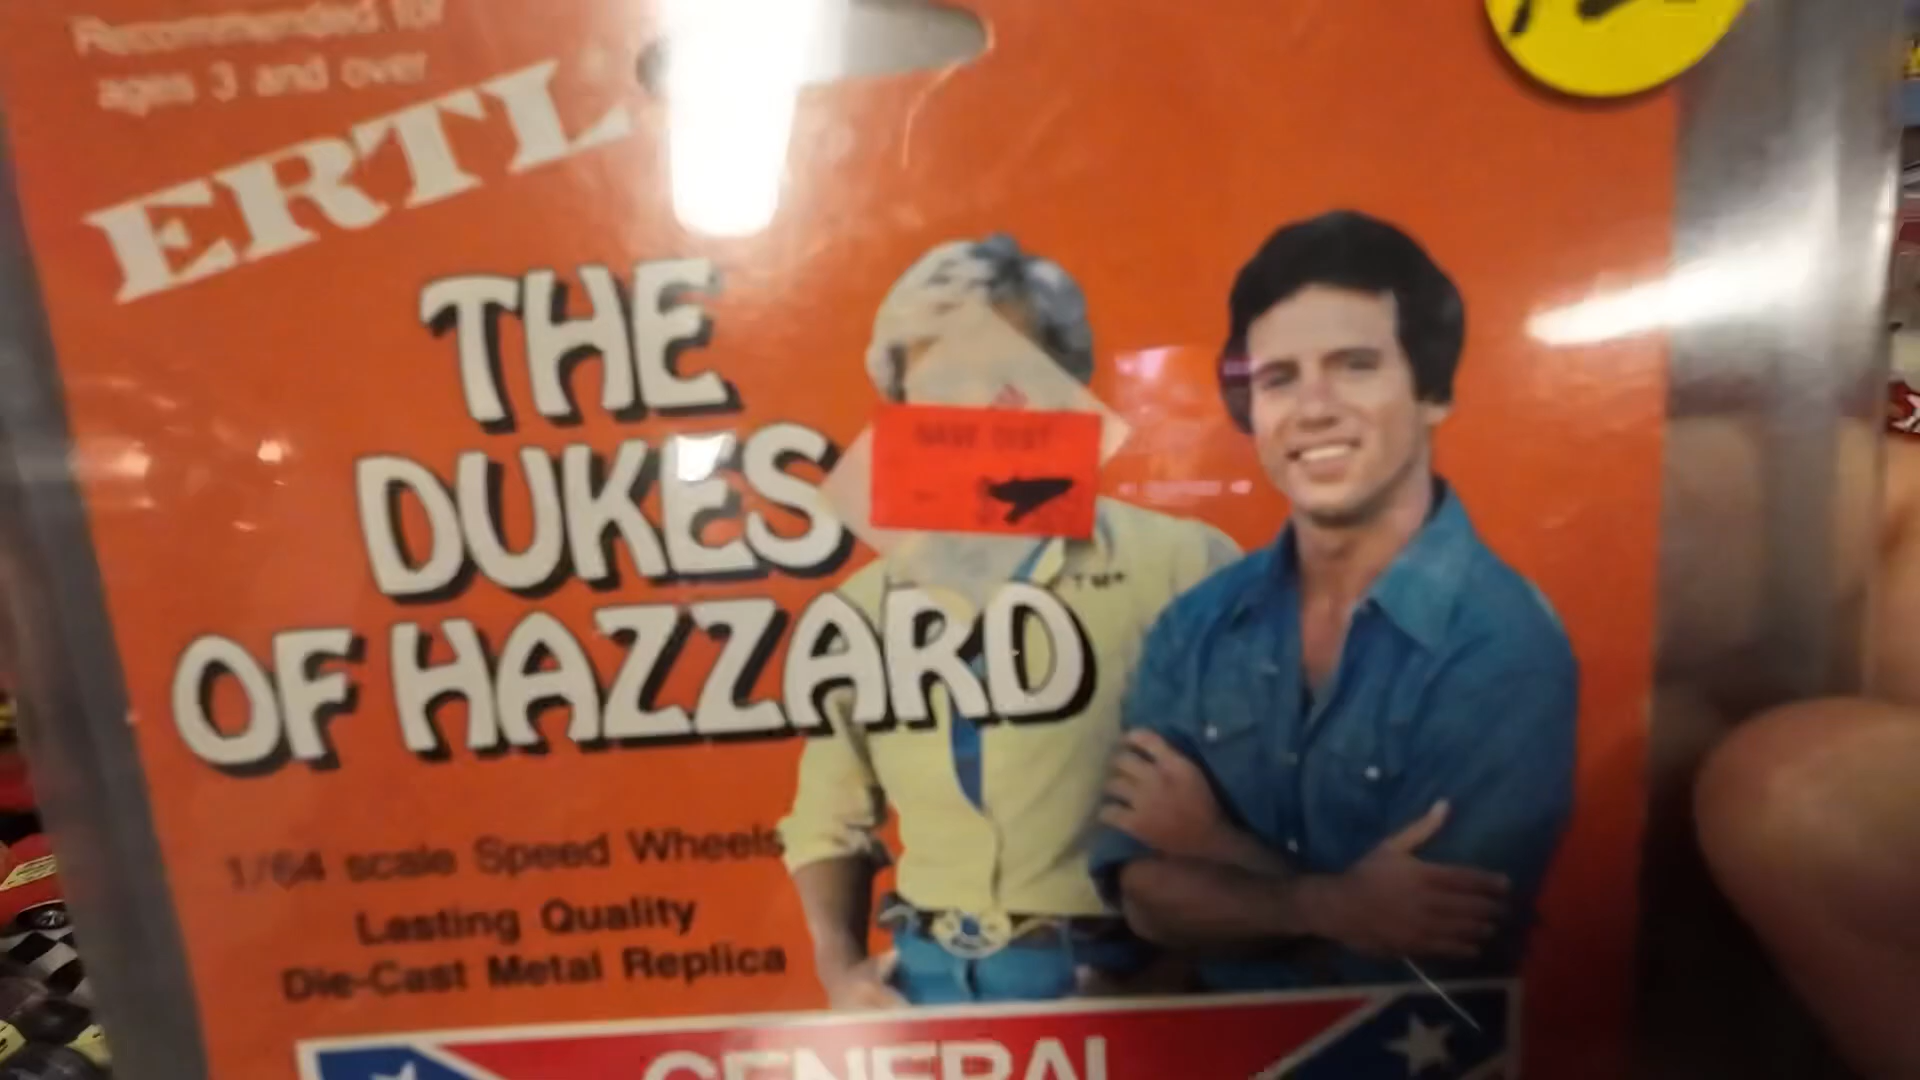 Recommended for
ages 3 and over
ERTL
THE
DUKES
OF HAZZARD
TM*
1/64 scale Speed Wheels
Lasting Quality
Die-Cast Metal Replica
GENERAL